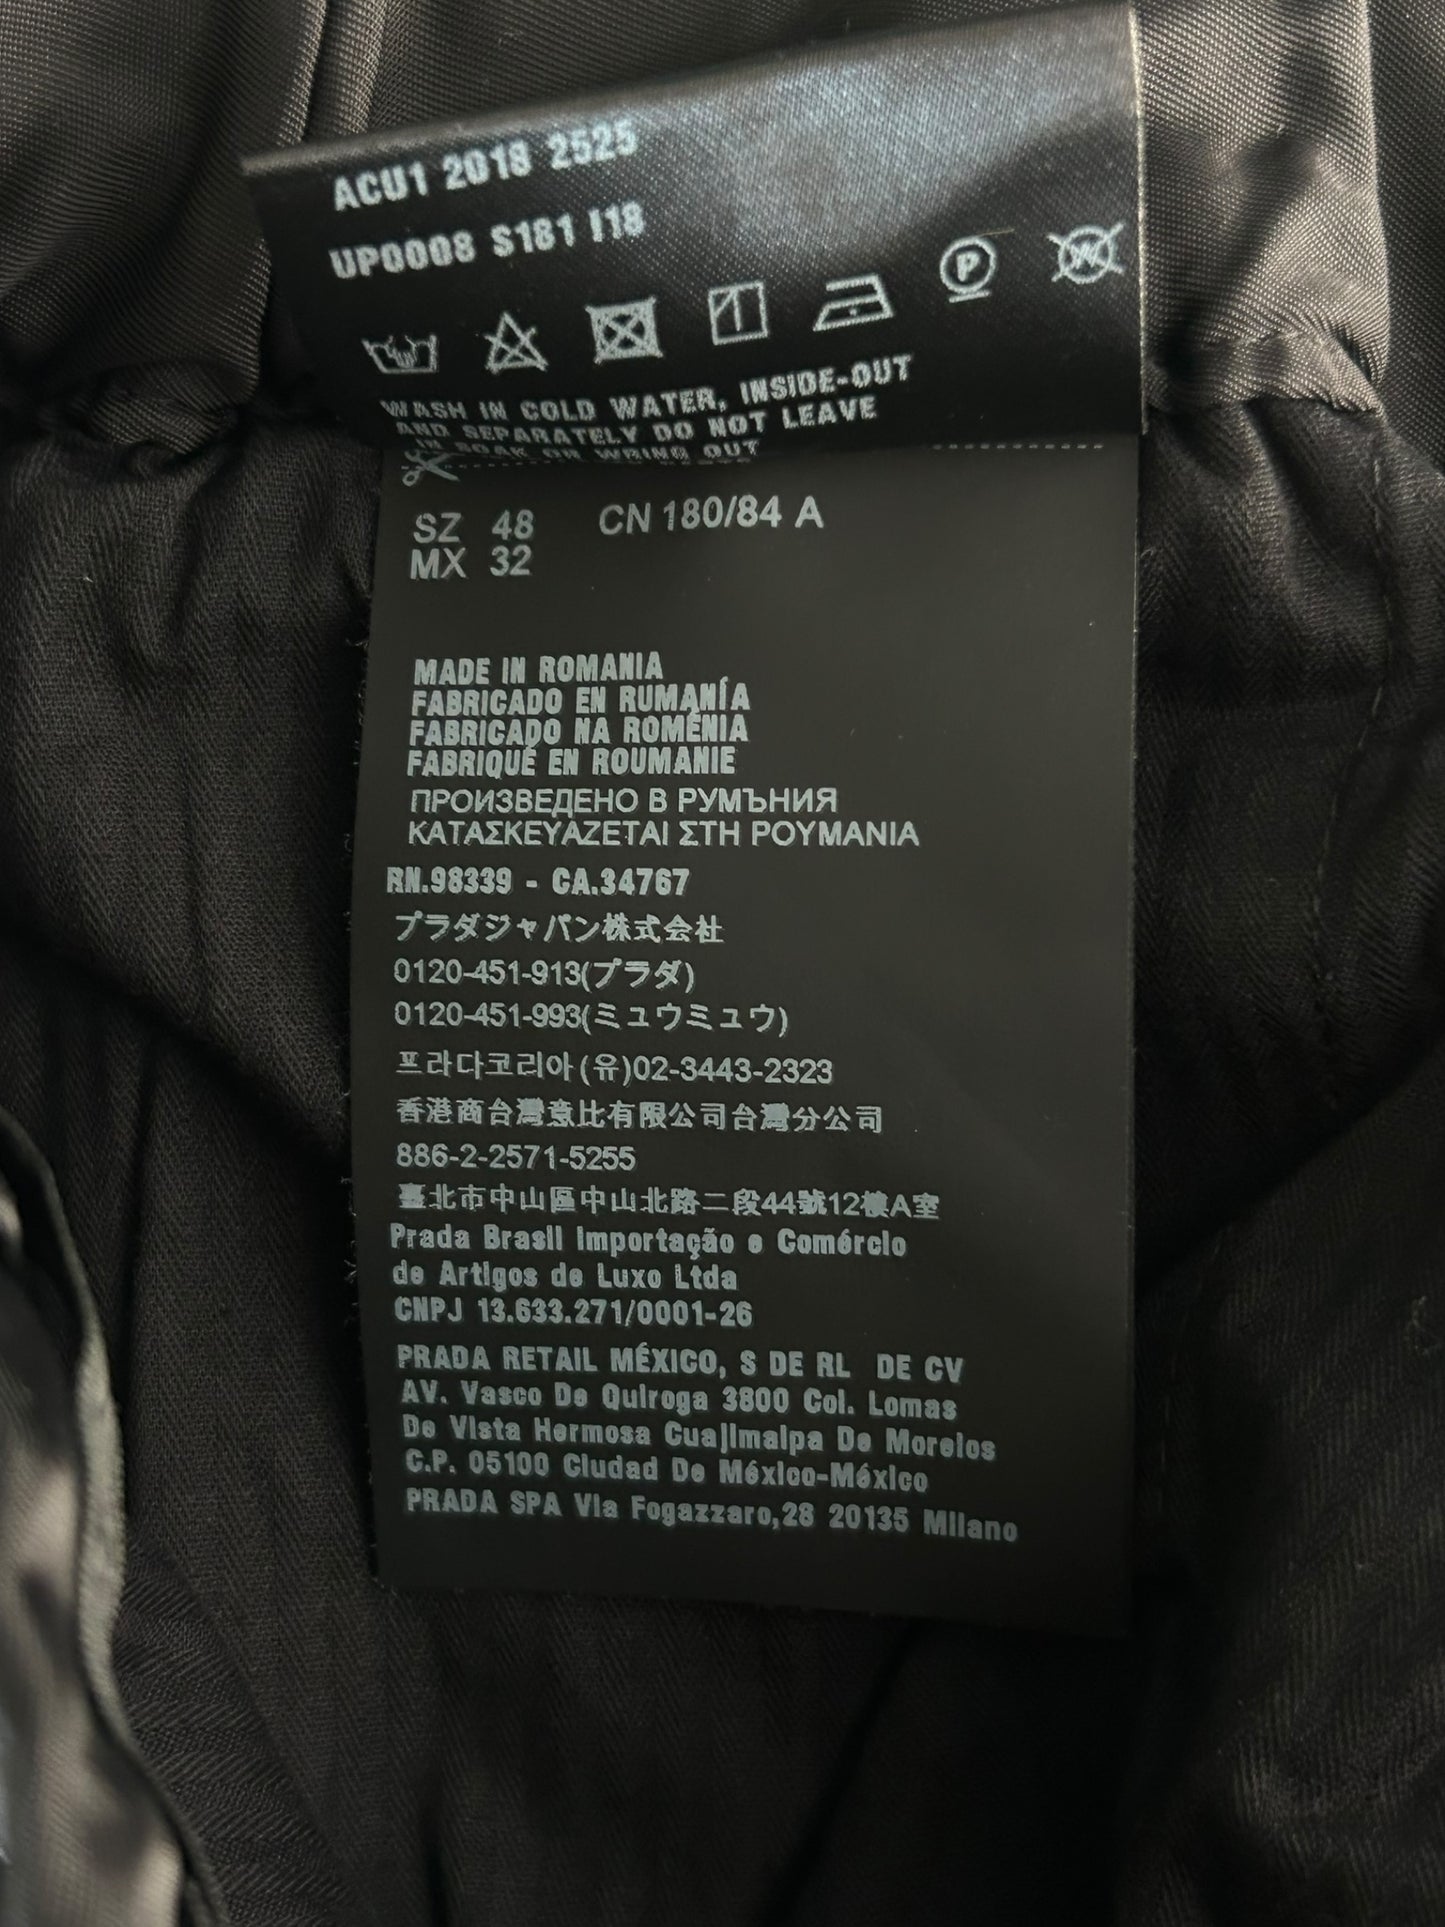 ACU1 2018 2525
UP0008 S181 I18
P
W
WASH IN COLD WATER, INSIDE-OUT
AND SEPARATELY DO NOT LEAVE
IN SOAK OR WRING OUT
SZ 48 CN 180/84 A
MX 32
MADE IN ROMANIA
FABRICADO EN RUMANÍA
FABRICADO NA ROMÉNIA
FABRIQUÉ EN ROUMANIE
ПРОИЗВЕДЕНО В РУМЪНИЯ
ΚΑΤΑΣΚΕΥΑΖΕΤΑΙ ΣΤΗ ΡΟΥΜΑΝΙΑ
RN.98339 - CA.34767
プラダジャパン株式会社
0120-451-913(プラダ)
0120-451-993(ミュウミュウ)
프라다코리아(유)02-3443-2323
香港商台灣意比有限公司台灣分公司
886-2-2571-5255
臺北市中山區中山北路二段44號12樓A室
Prada Brasil Importação e Comércio
de Artigos de Luxo Ltda
CNPJ 13.633.271/0001-26
PRADA RETAIL MÉXICO, S DE RL DE CV
AV. Vasco De Quiroga 3800 Col. Lomas
De Vista Hermosa Cuajimalpa De Morelos
C.P. 05100 Ciudad De México-México
PRADA SPA Via Fogazzaro,28 20135 Milano